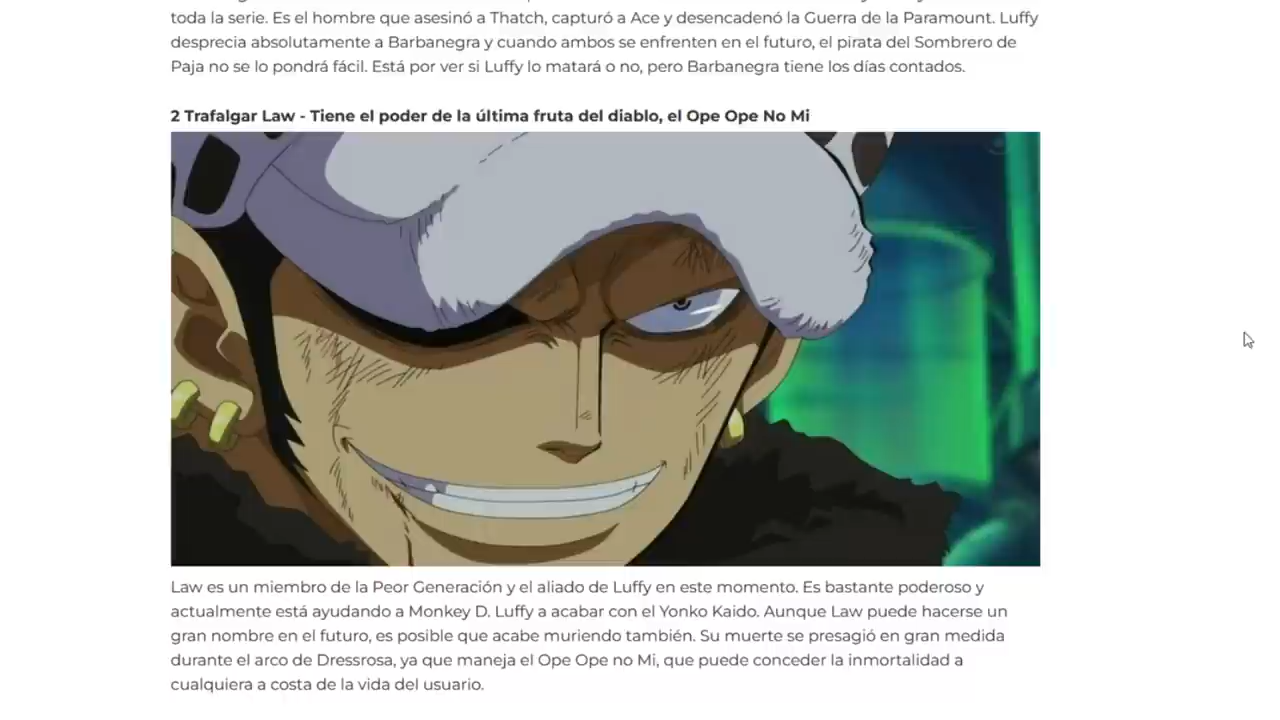 toda la serie. Es el hombre que asesinó a Thatch, capturó a Ace y desencadenó la Guerra de la Paramount. Luffy
desprecia absolutamente a Barbanegra y cuando ambos se enfrenten en el futuro, el pirata del Sombrero de
Paja no se lo pondrá fácil. Está por ver si Luffy lo matará o no, pero Barbanegra tiene los días contados.
2 Trafalgar Law - Tiene el poder de la última fruta del diablo, el Ope Ope No Mi
Law es un miembro de la Peor Generación y el aliado de Luffy en este momento. Es bastante poderoso y
actualmente está ayudando a Monkey D. Luffy a acabar con el Yonko Kaido. Aunque Law puede hacerse un
gran nombre en el futuro, es posible que acabe muriendo también. Su muerte se presagió en gran medida
durante el arco de Dressrosa, ya que maneja el Ope Ope no Mi, que puede conceder la inmortalidad a
cualquiera a costa de la vida del usuario.